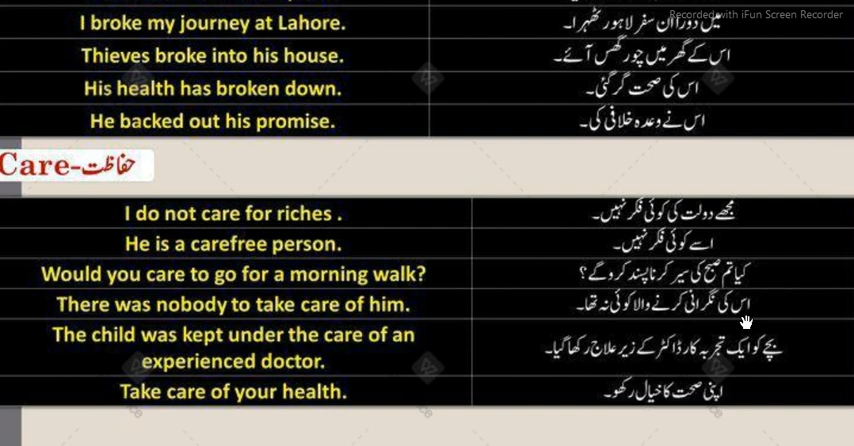 Recorded with iFun Screen Recorder
I broke my journey at Lahore.
میں دوران سفر لاہور ٹھہرا۔
Thieves broke into his house.
اس کے گھر میں چور گھس آئے۔
His health has broken down.
اس کی صحت گر گئی۔
He backed out his promise.
اس نے وعدہ خلافی کی۔
Care-حفاظت
I do not care for riches .
مجھے دولت کی کوئی فکر نہیں۔
He is a carefree person.
اسے کوئی فکر نہیں۔
Would you care to go for a morning walk?
کیا تم صبح کی سیر کرنا پسند کرو گے؟
There was nobody to take care of him.
اس کی نگرانی کرنے والا کوئی نہ تھا۔
The child was kept under the care of an
experienced doctor.
بچے کو ایک تجربہ کار ڈاکٹر کے زیر علاج رکھا گیا۔
Take care of your health.
اپنی صحت کا خیال رکھو۔